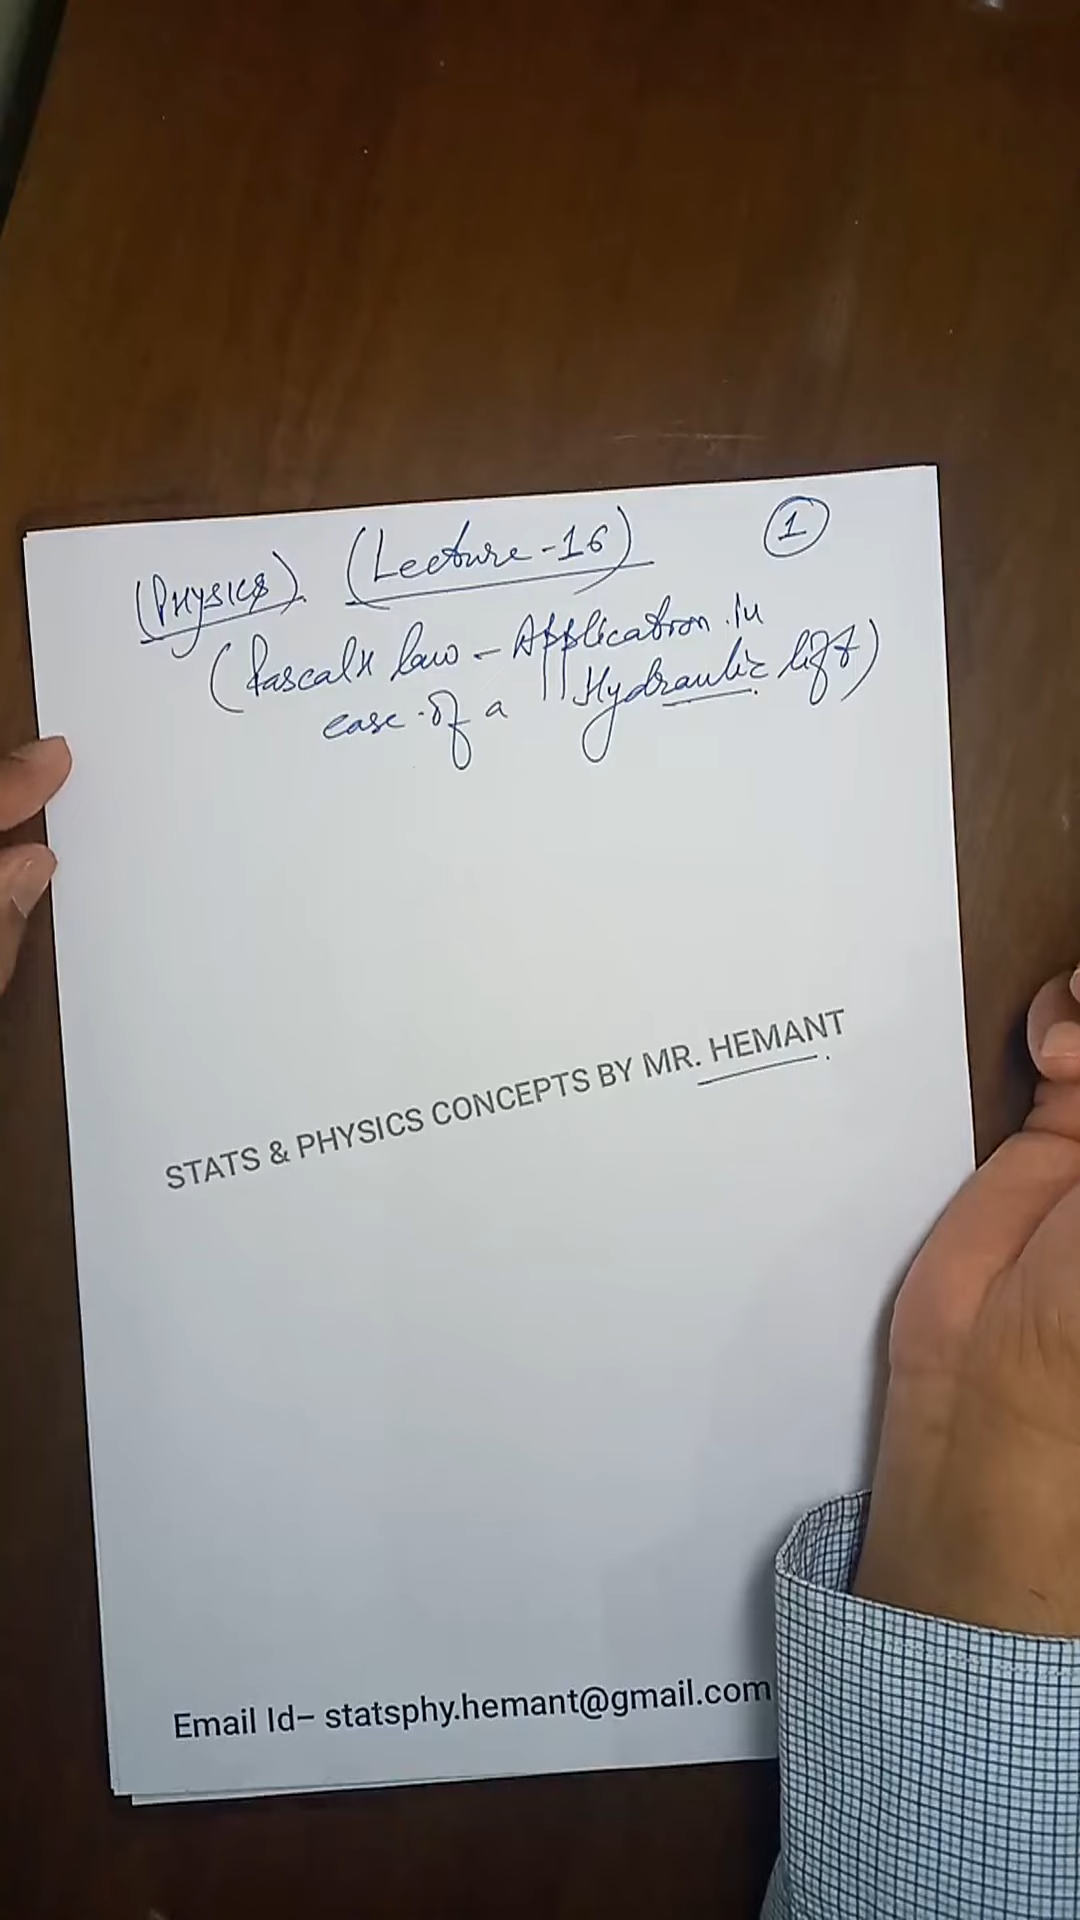 (Physics) (Lecture-16) 1
(Pascal's law - Application in
case of a Hydraulic lift)
STATS & PHYSICS CONCEPTS BY MR. HEMANT
Email Id– statsphy.hemant@gmail.com